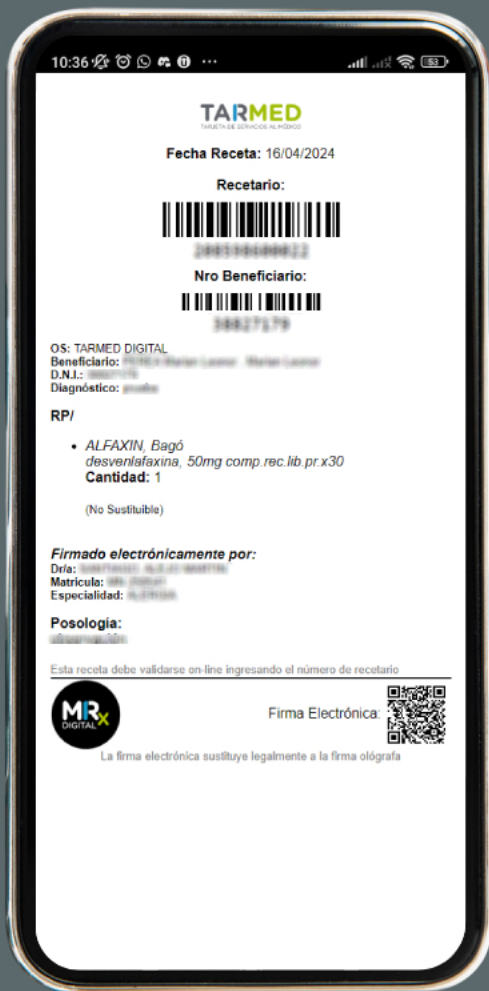 10:36
53
TARMED
TARJETA DE SERVICIOS AL MÉDICO
Fecha Receta: 16/04/2024
Recetario:
Nro Beneficiario:
OS: TARMED DIGITAL
Beneficiario:
D.N.I.:
Diagnóstico:
RP/
• ALFAXIN, Bagó
desvenlafaxina, 50mg comp.rec.lib.pr.x30
Cantidad: 1
(No Sustituible)
Firmado electrónicamente por:
Dr/a:
Matricula:
Especialidad:
Posología:
Esta receta debe validarse on-line ingresando el número de recetario
MRx
DIGITAL
Firma Electrónica:
La firma electrónica sustituye legalmente a la firma ológrafa